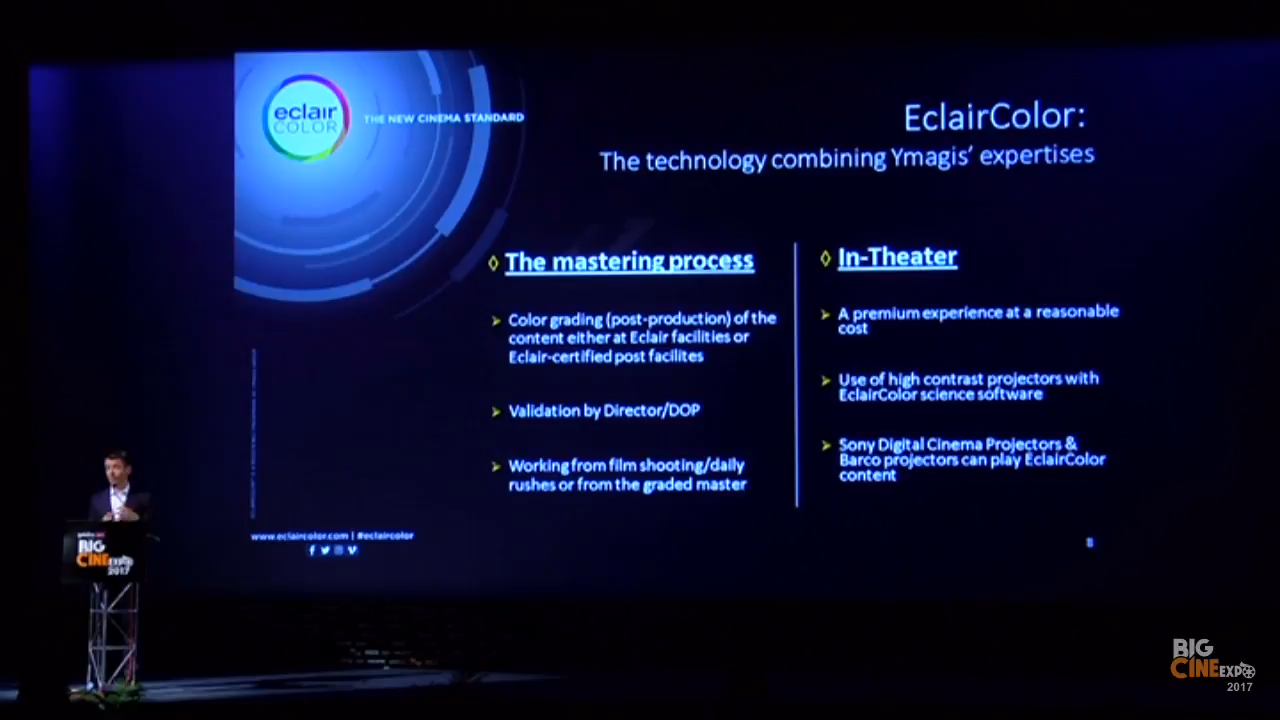 eclair
COLOR
THE NEW CINEMA STANDARD
EclairColor:
The technology combining Ymagis’ expertises
◊ The mastering process
➢ Color grading (post-production) of the
content either at Eclair facilities or
Eclair-certified post facilites
➢ Validation by Director/DOP
➢ Working from film shooting/daily
rushes or from the graded master
◊ In-Theater
➢ A premium experience at a reasonable
cost
➢ Use of high contrast projectors with
EclairColor science software
➢ Sony Digital Cinema Projectors &
Barco projectors can play EclairColor
content
www.eclaircolor.com | #eclaircolor
8
BIG
CINE EXPO
2017
BIG
CINE EXPO
2017